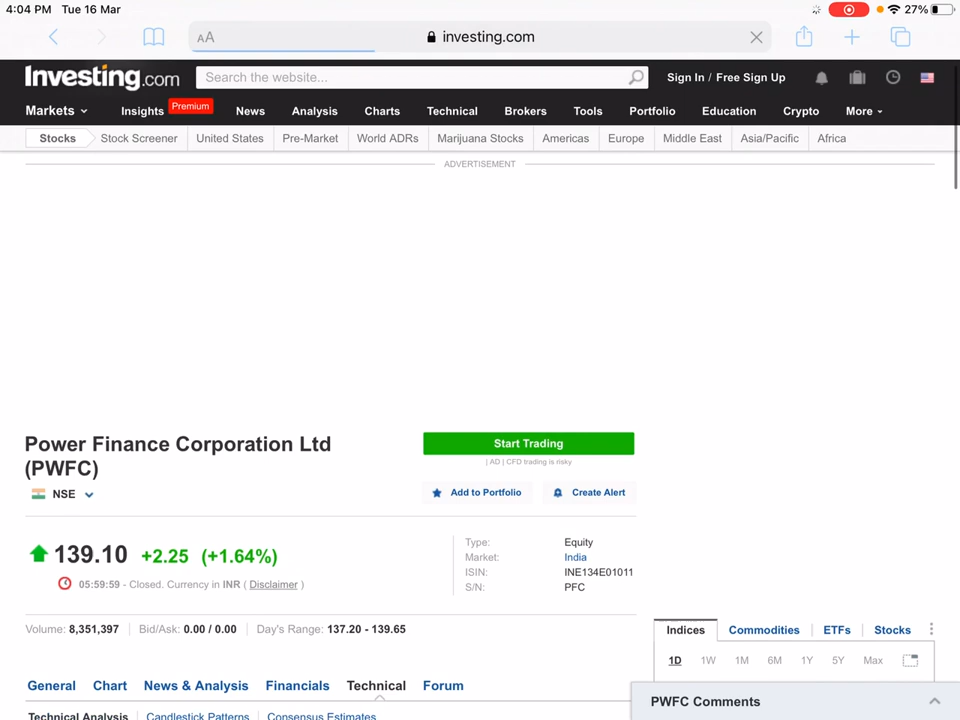 4:04 PM Tue 16 Mar 27%
AA investing.com
Investing.com Search the website... Sign In / Free Sign Up
Markets Insights Premium News Analysis Charts Technical Brokers Tools Portfolio Education Crypto More
Stocks Stock Screener United States Pre-Market World ADRs Marijuana Stocks Americas Europe Middle East Asia/Pacific Africa
ADVERTISEMENT
Power Finance Corporation Ltd
(PWFC)
NSE
Start Trading
| AD | CFD trading is risky
Add to Portfolio Create Alert
139.10 +2.25 (+1.64%)
05:59:59 - Closed. Currency in INR ( Disclaimer )
Type: Equity
Market: India
ISIN: INE134E01011
S/N: PFC
Volume: 8,351,397 Bid/Ask: 0.00 / 0.00 Day's Range: 137.20 - 139.65
Indices Commodities ETFs Stocks
1D 1W 1M 6M 1Y 5Y Max
General Chart News & Analysis Financials Technical Forum
PWFC Comments
Technical Analysis Candlestick Patterns Consensus Estimates